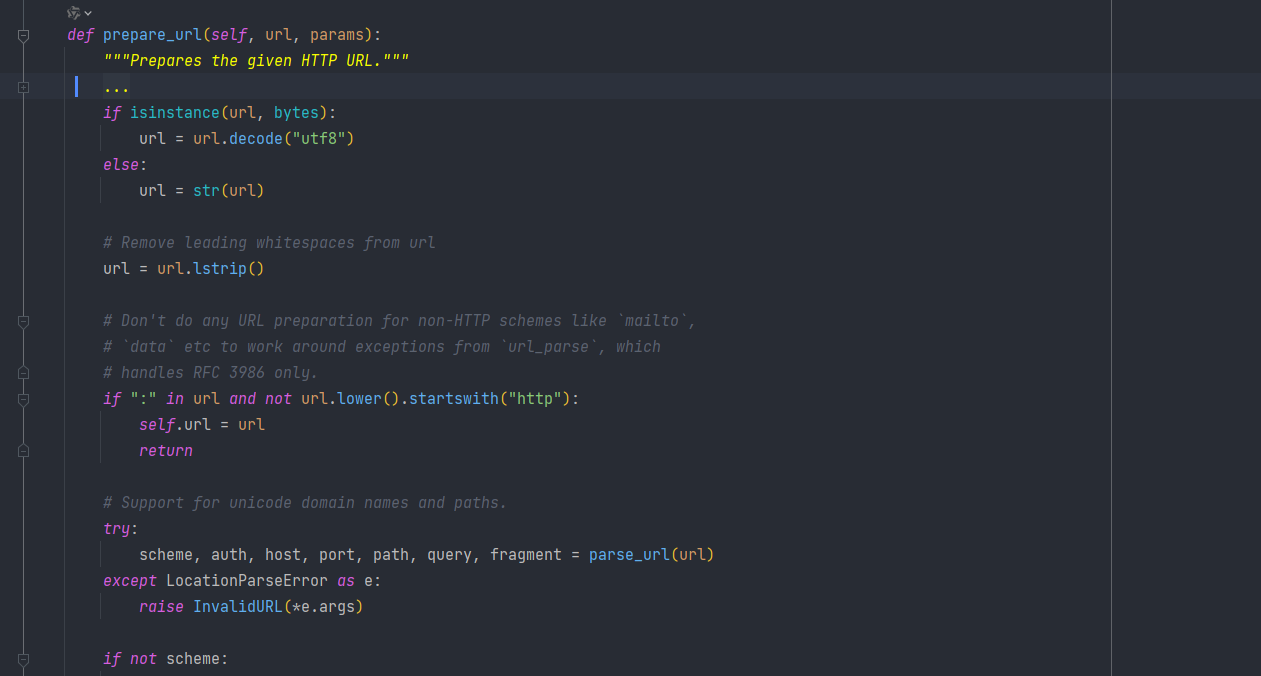 def prepare_url(self, url, params):
    """Prepares the given HTTP URL."""
    ...
    if isinstance(url, bytes):
        url = url.decode("utf8")
    else:
        url = str(url)

    # Remove leading whitespaces from url
    url = url.lstrip()

    # Don't do any URL preparation for non-HTTP schemes like `mailto`,
    # `data` etc to work around exceptions from `url_parse`, which
    # handles RFC 3986 only.
    if ":" in url and not url.lower().startswith("http"):
        self.url = url
        return

    # Support for unicode domain names and paths.
    try:
        scheme, auth, host, port, path, query, fragment = parse_url(url)
    except LocationParseError as e:
        raise InvalidURL(*e.args)

    if not scheme: